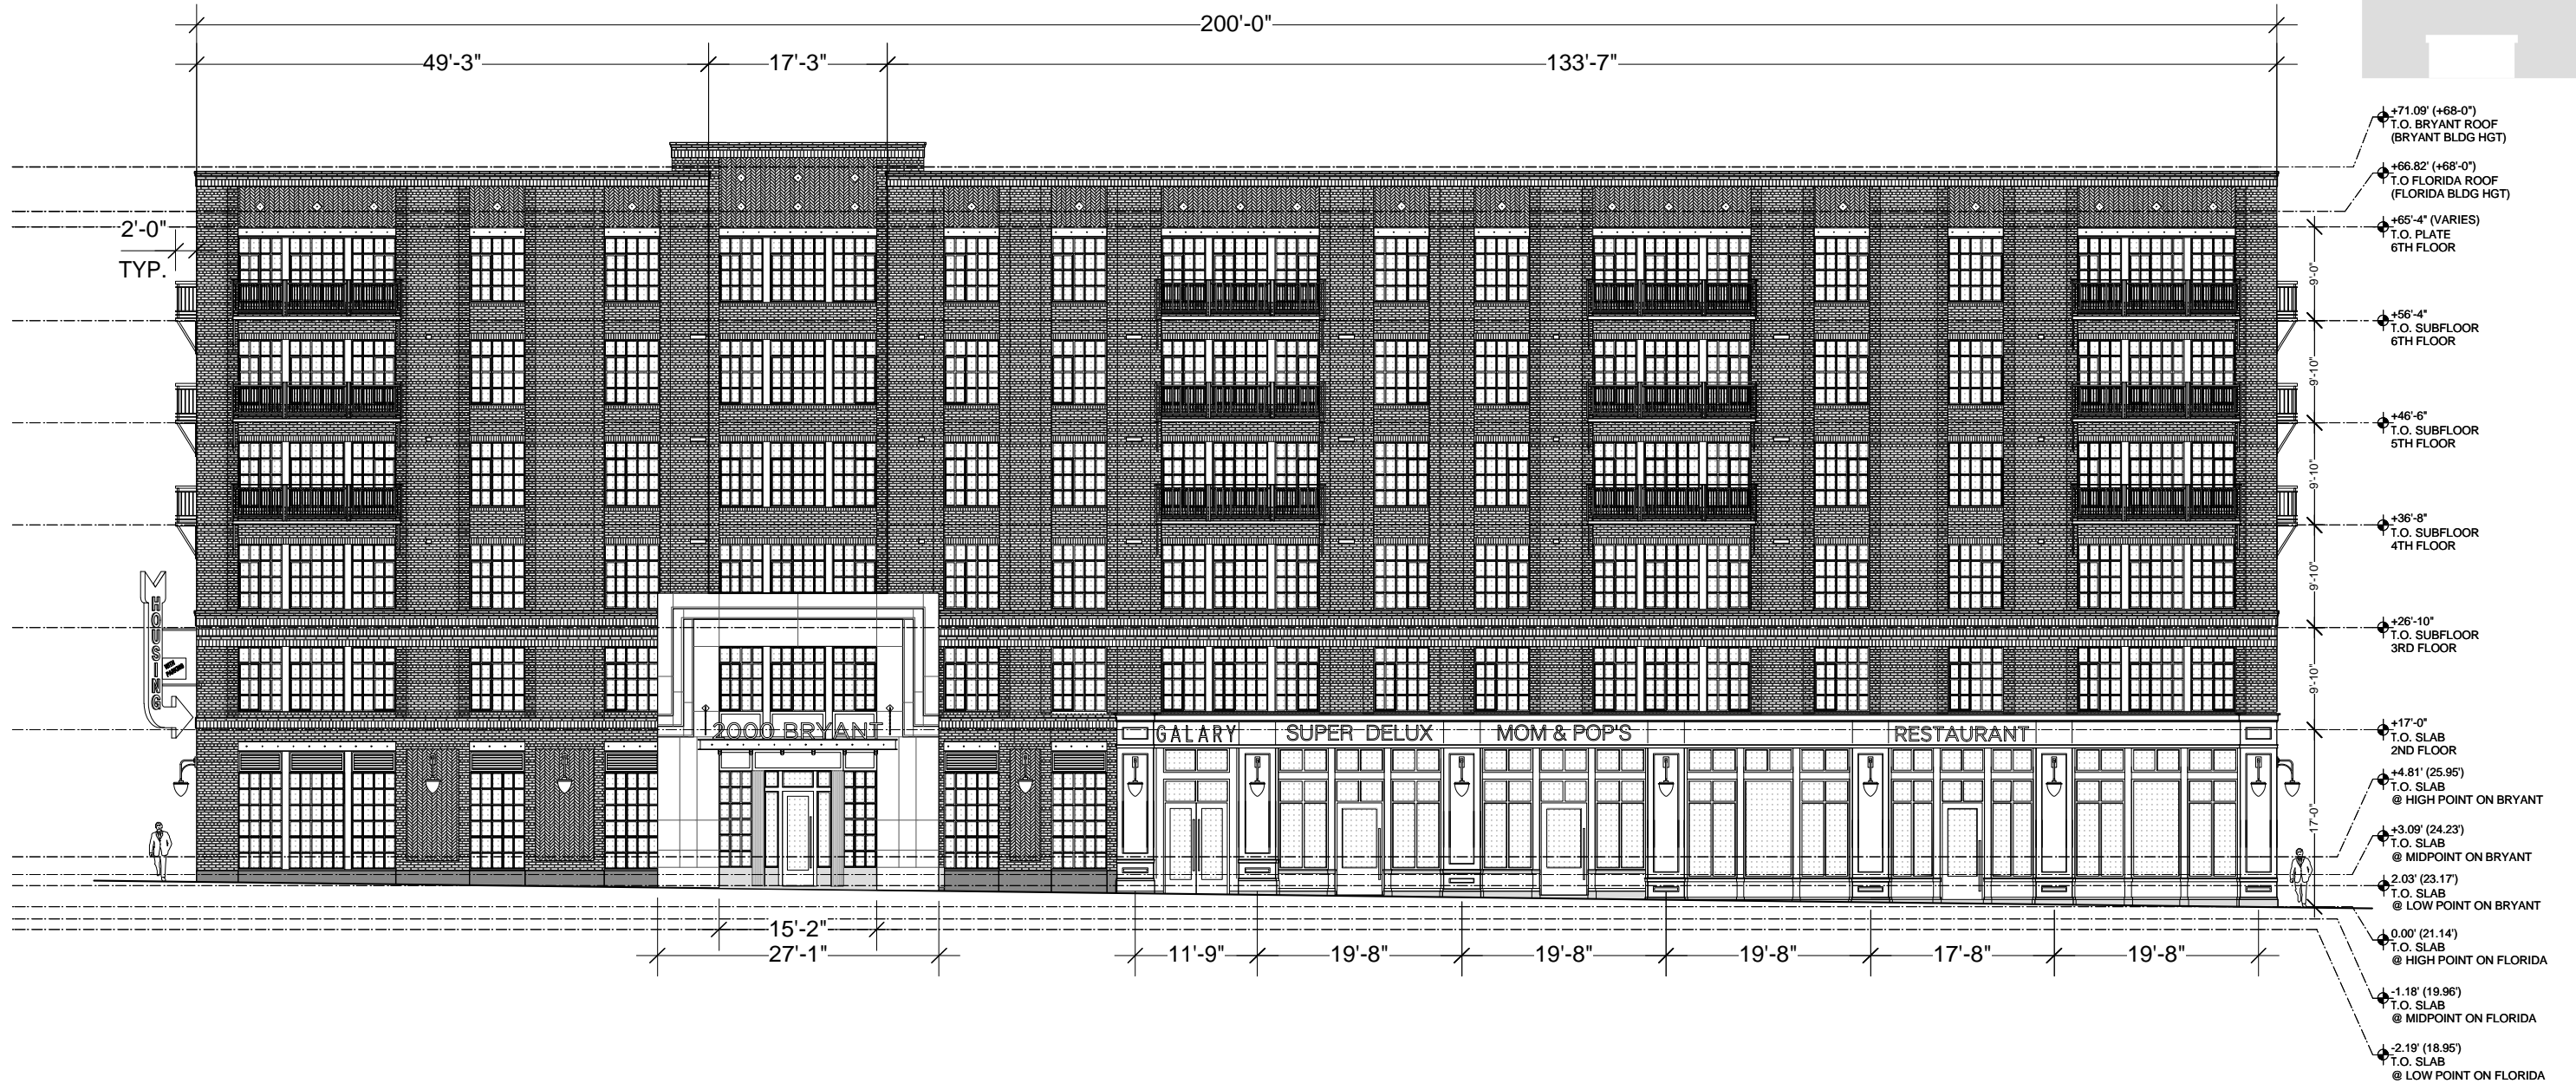 200'-0"
49'-3"
17'-3"
133'-7"
+71.09' (+68-0")
T.O. BRYANT ROOF
(BRYANT BLDG HGT)
+66.82' (+68'-0")
T.O FLORIDA ROOF
(FLORIDA BLDG HGT)
+65'-4" (VARIES)
T.O. PLATE
6TH FLOOR
2'-0"
TYP.
9'-0"
+56'-4"
T.O. SUBFLOOR
6TH FLOOR
9'-10"
+46'-6"
T.O. SUBFLOOR
5TH FLOOR
9'-10"
+36'-8"
T.O. SUBFLOOR
4TH FLOOR
9'-10"
HOUSING
WITH
PARKING
+26'-10"
T.O. SUBFLOOR
3RD FLOOR
9'-10"
2000 BRYANT
GALARY
SUPER DELUX
MOM & POP'S
RESTAURANT
+17'-0"
T.O. SLAB
2ND FLOOR
17'-0"
+4.81' (25.95')
T.O. SLAB
@ HIGH POINT ON BRYANT
+3.09' (24.23')
T.O. SLAB
@ MIDPOINT ON BRYANT
2.03' (23.17')
T.O. SLAB
@ LOW POINT ON BRYANT
0.00' (21.14')
T.O. SLAB
@ HIGH POINT ON FLORIDA
-1.18' (19.96')
T.O. SLAB
@ MIDPOINT ON FLORIDA
-2.19' (18.95')
T.O. SLAB
@ LOW POINT ON FLORIDA
15'-2"
27'-1"
11'-9"
19'-8"
19'-8"
19'-8"
17'-8"
19'-8"